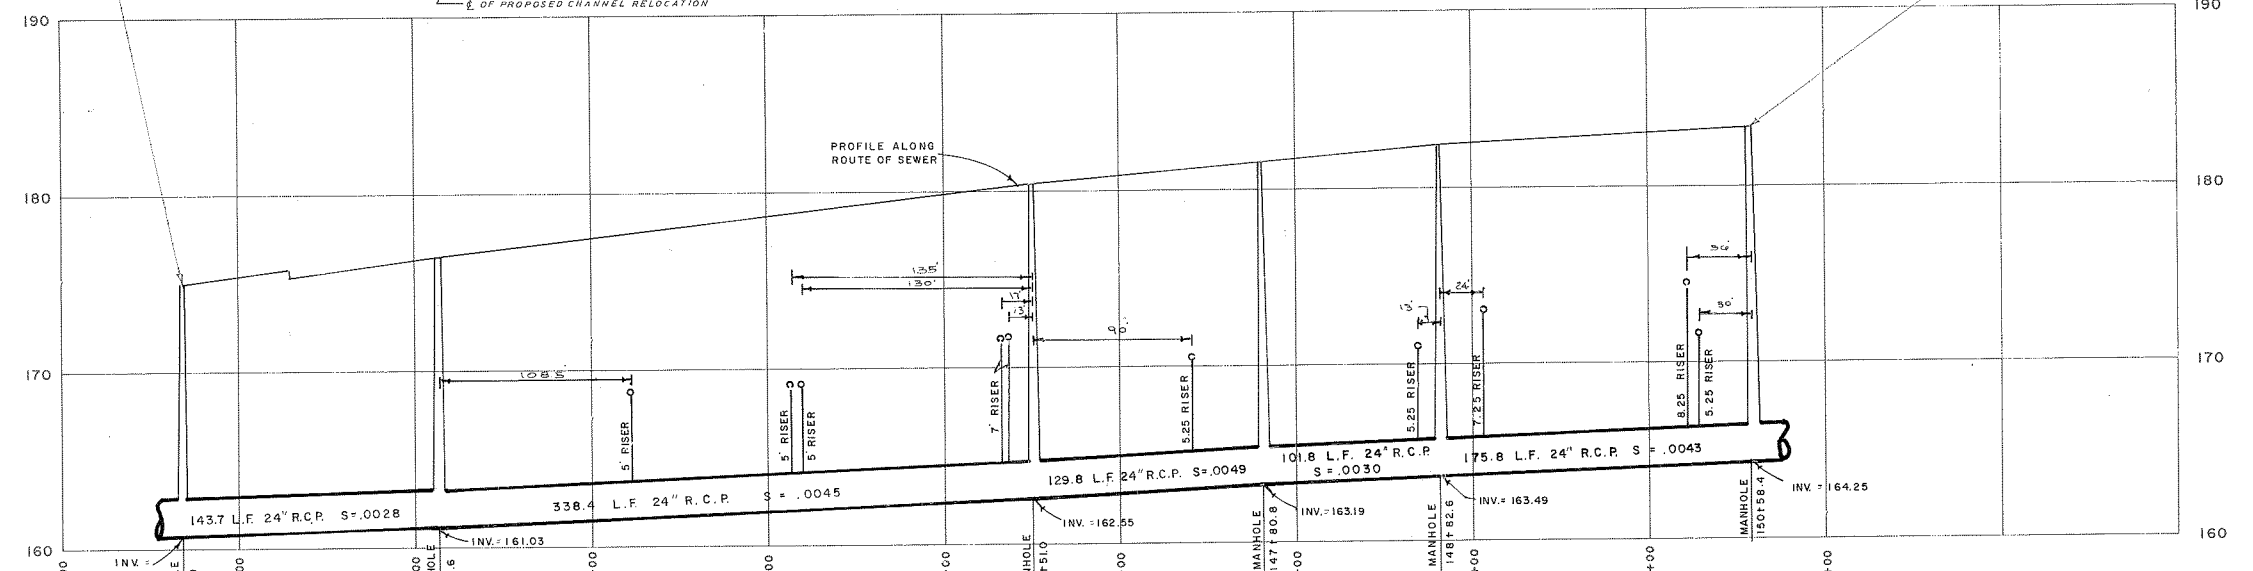 190
℄ OF PROPOSED CHANNEL RELOCATION
190
PROFILE ALONG
ROUTE OF SEWER
180
180
135'
130'
17'
13'
90'
24'
30'
108.5'
170
170
5' RISER
5' RISER
5' RISER
7' RISER
5.25 RISER
5.25 RISER
7.25 RISER
8.25 RISER
5.25 RISER
143.7 L.F. 24" R.C.P. S=.0028
338.4 L.F. 24" R.C.P. S = .0045
129.8 L.F. 24" R.C.P. S=.0049
101.8 L.F. 24" R.C.P.
S = .0030
175.8 L.F. 24" R.C.P. S = .0043
INV. =
INV. = 161.03
INV. = 162.55
INV. = 163.19
INV. = 163.49
INV. = 164.25
MANHOLE
147+80.8
MANHOLE
148+82.6
MANHOLE
150+58.4
160
160